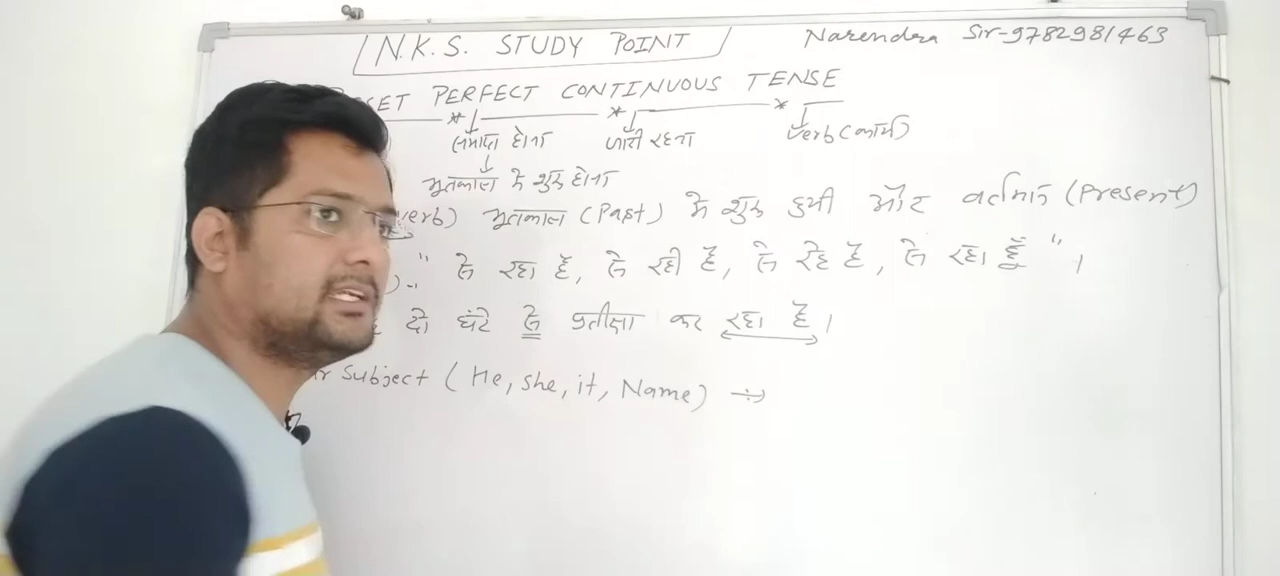 N.K.S. STUDY POINT Narendra Sir-9782981463
SET PERFECT CONTINUOUS TENSE
समाप्त होना जारी रहना verb (कार्य)
भूतकाल में शुरू होना
verb) भूतकाल (Past) में शुरू हुयी और वर्तमान (Present)
" से रहा है, से रही है, से रहे है, से रहा हूँ " ।
दो घंटे से प्रतीक्षा कर रहा है।
Subject (He, she, it, Name) →